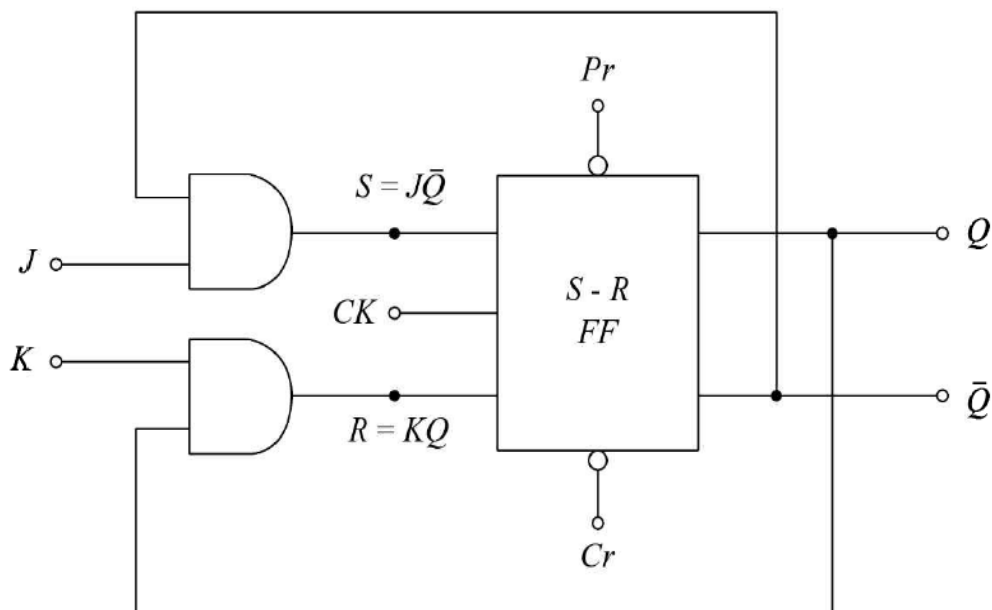 Pr
S = JQ̄
Q
J
S - R
FF
CK
K
Q̄
R = KQ
Cr